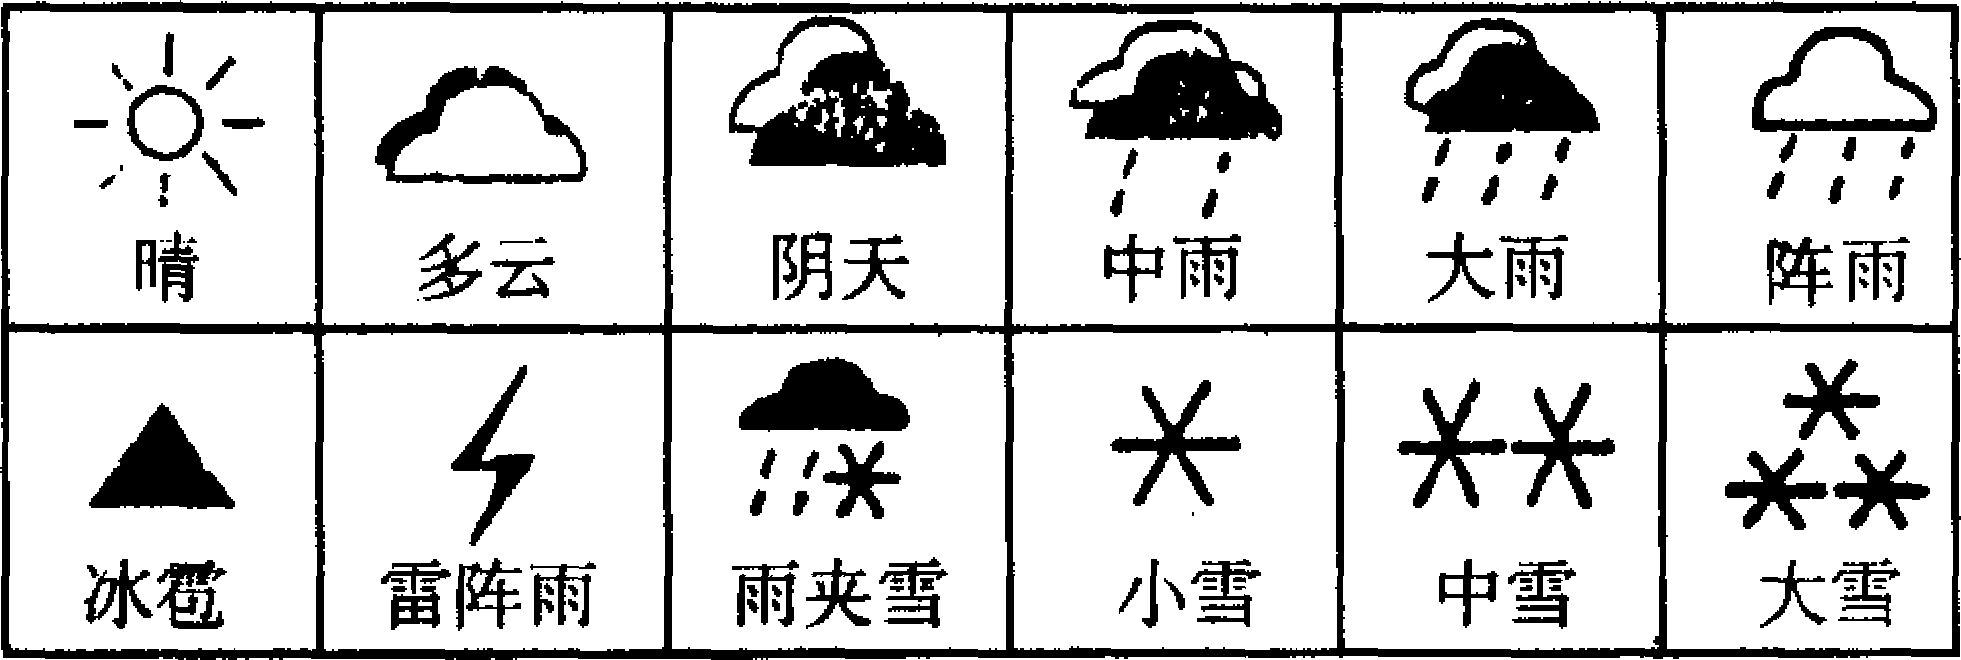 晴 多云 阴天 中雨 大雨 阵雨
冰雹 雷阵雨 雨夹雪 小雪 中雪 大雪